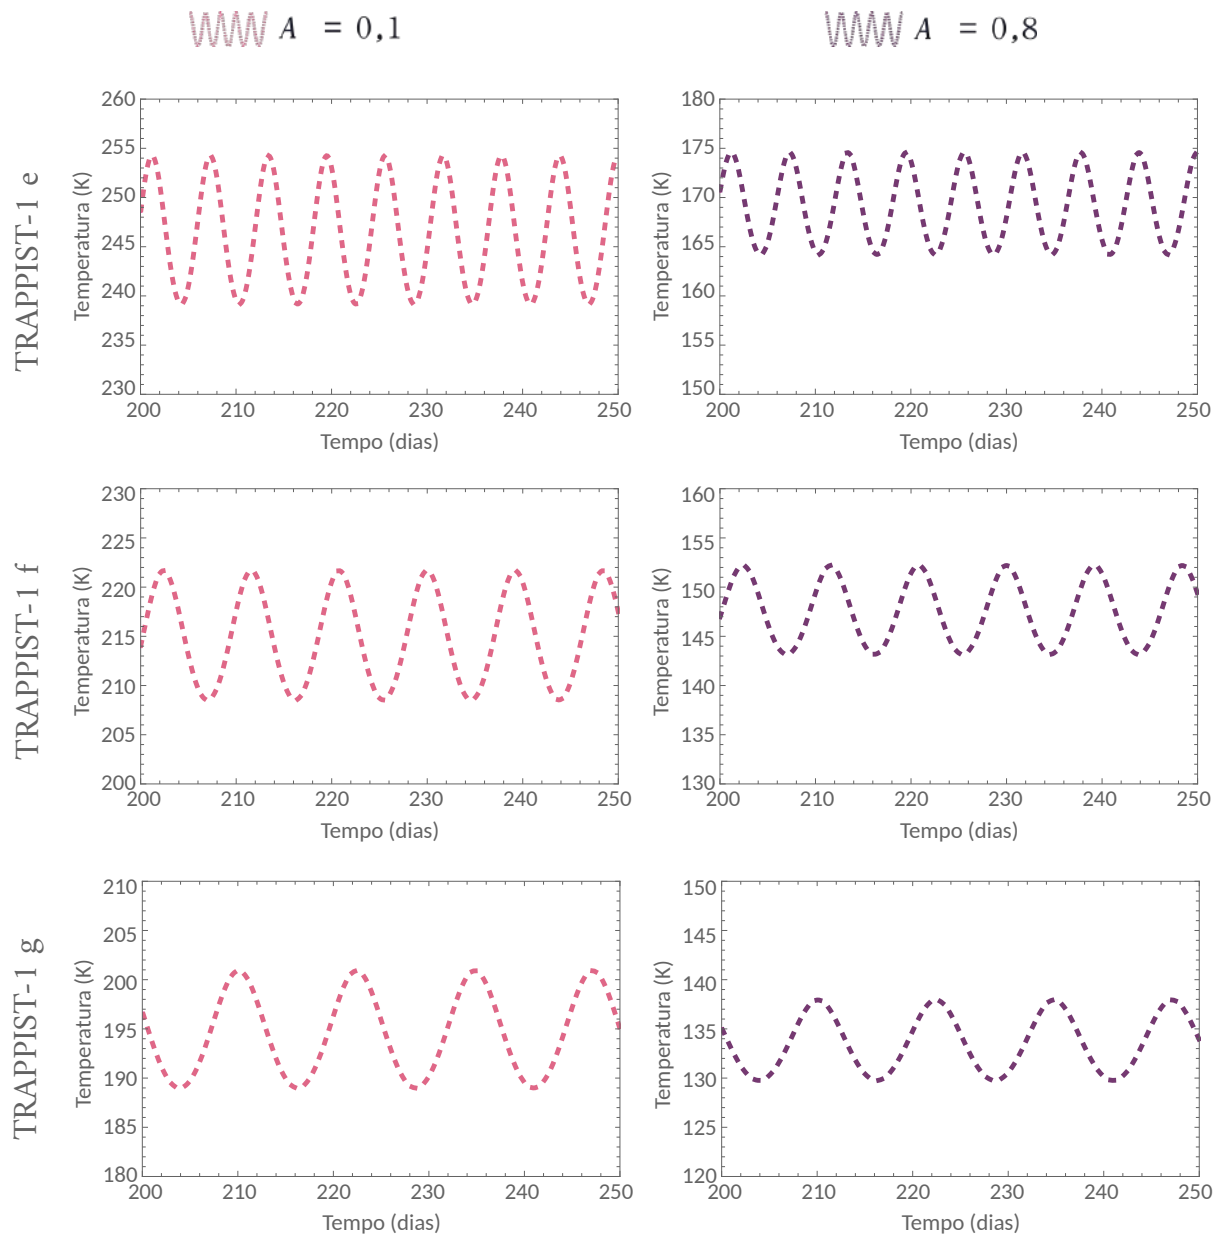 A = 0,1
A = 0,8
TRAPPIST-1 e
Temperatura (K)
260
255
250
245
240
235
230
200 210 220 230 240 250
Tempo (dias)
Temperatura (K)
180
175
170
165
160
155
150
200 210 220 230 240 250
Tempo (dias)
TRAPPIST-1 f
Temperatura (K)
230
225
220
215
210
205
200
200 210 220 230 240 250
Tempo (dias)
Temperatura (K)
160
155
150
145
140
135
130
200 210 220 230 240 250
Tempo (dias)
TRAPPIST-1 g
Temperatura (K)
210
205
200
195
190
185
180
200 210 220 230 240 250
Tempo (dias)
Temperatura (K)
150
145
140
135
130
125
120
200 210 220 230 240 250
Tempo (dias)